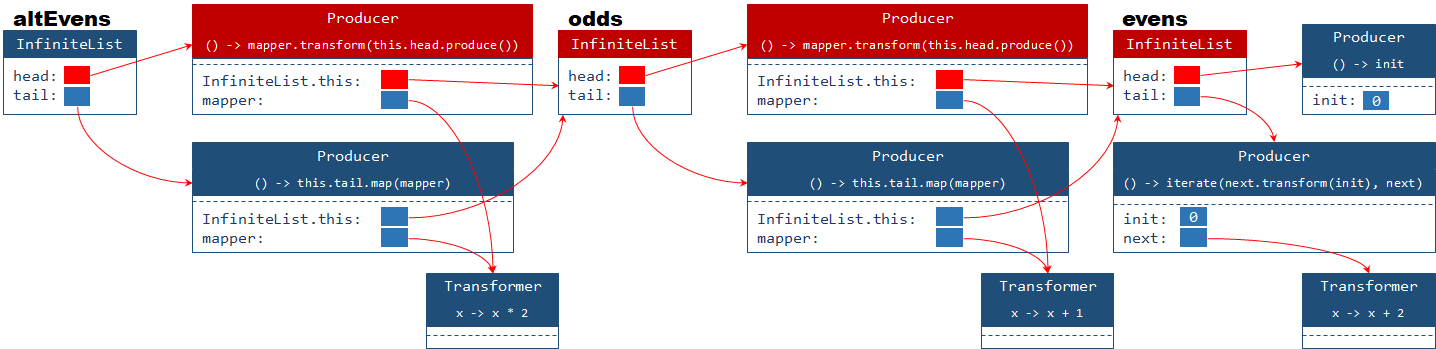 altEvens
InfiniteList
head:
tail:
Producer
() -> mapper.transform(this.head.produce())
InfiniteList.this:
mapper:
Producer
() -> this.tail.map(mapper)
InfiniteList.this:
mapper:
Transformer
x -> x * 2
odds
InfiniteList
head:
tail:
Producer
() -> mapper.transform(this.head.produce())
InfiniteList.this:
mapper:
Producer
() -> this.tail.map(mapper)
InfiniteList.this:
mapper:
Transformer
x -> x + 1
evens
InfiniteList
head:
tail:
Producer
() -> init
init: 0
Producer
() -> iterate(next.transform(init), next)
init: 0
next:
Transformer
x -> x + 2